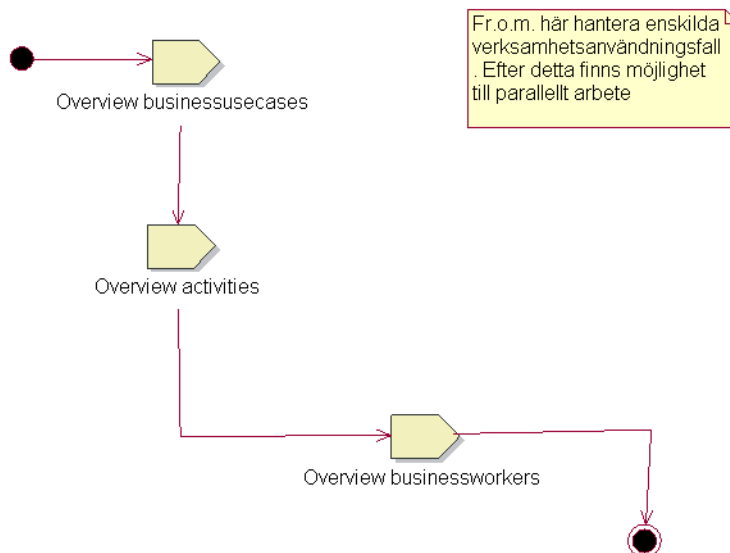 Fr.o.m. här hantera enskilda
verksamhetsanvändningsfall
. Efter detta finns möjlighet
till parallellt arbete
Overview businessusecases
Overview activities
Overview businessworkers